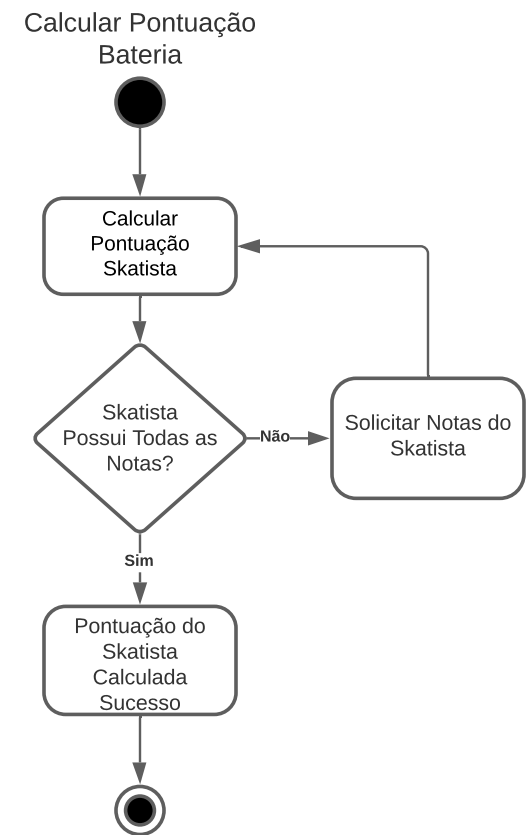 Calcular Pontuação
Bateria
Calcular
Pontuação
Skatista
Skatista
Possui Todas as
Notas?
Não
Solicitar Notas do
Skatista
Sim
Pontuação do
Skatista
Calculada
Sucesso